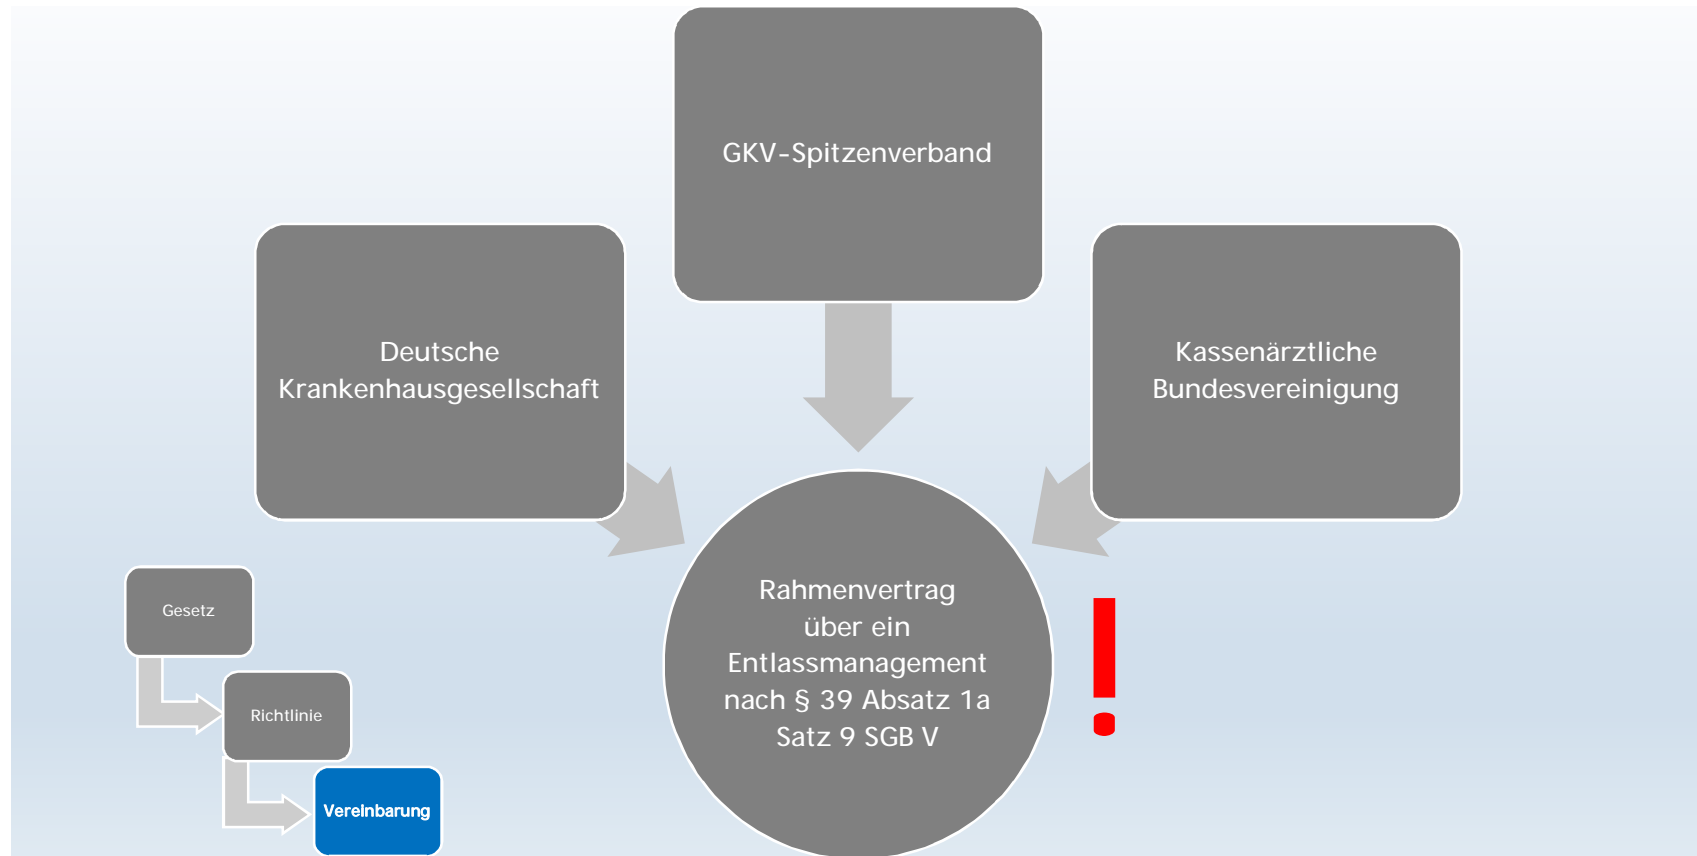 GKV-Spitzenverband
Deutsche
Krankenhausgesellschaft
Kassenärztliche
Bundesvereinigung
Rahmenvertrag
über ein
Entlassmanagement
nach § 39 Absatz 1a
Satz 9 SGB V
!
Gesetz
Richtlinie
Vereinbarung